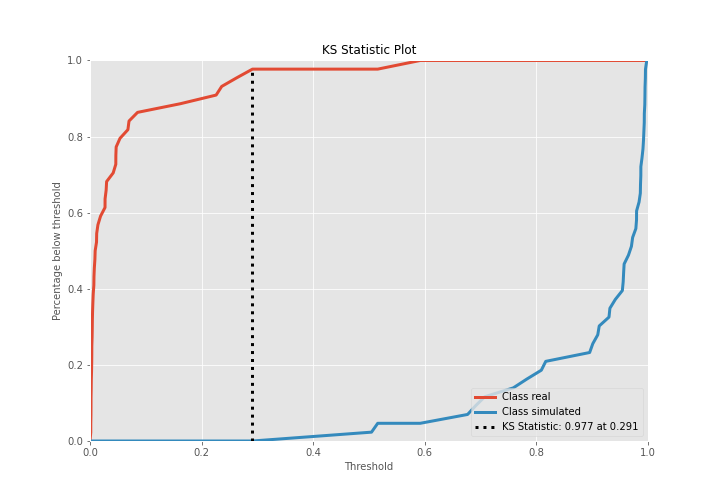 KS Statistic Plot
1.0
0.8
0.6
0.4
0.2
0.0
Percentage below threshold
0.0 0.2 0.4 0.6 0.8 1.0
Threshold
Class real
Class simulated
KS Statistic: 0.977 at 0.291